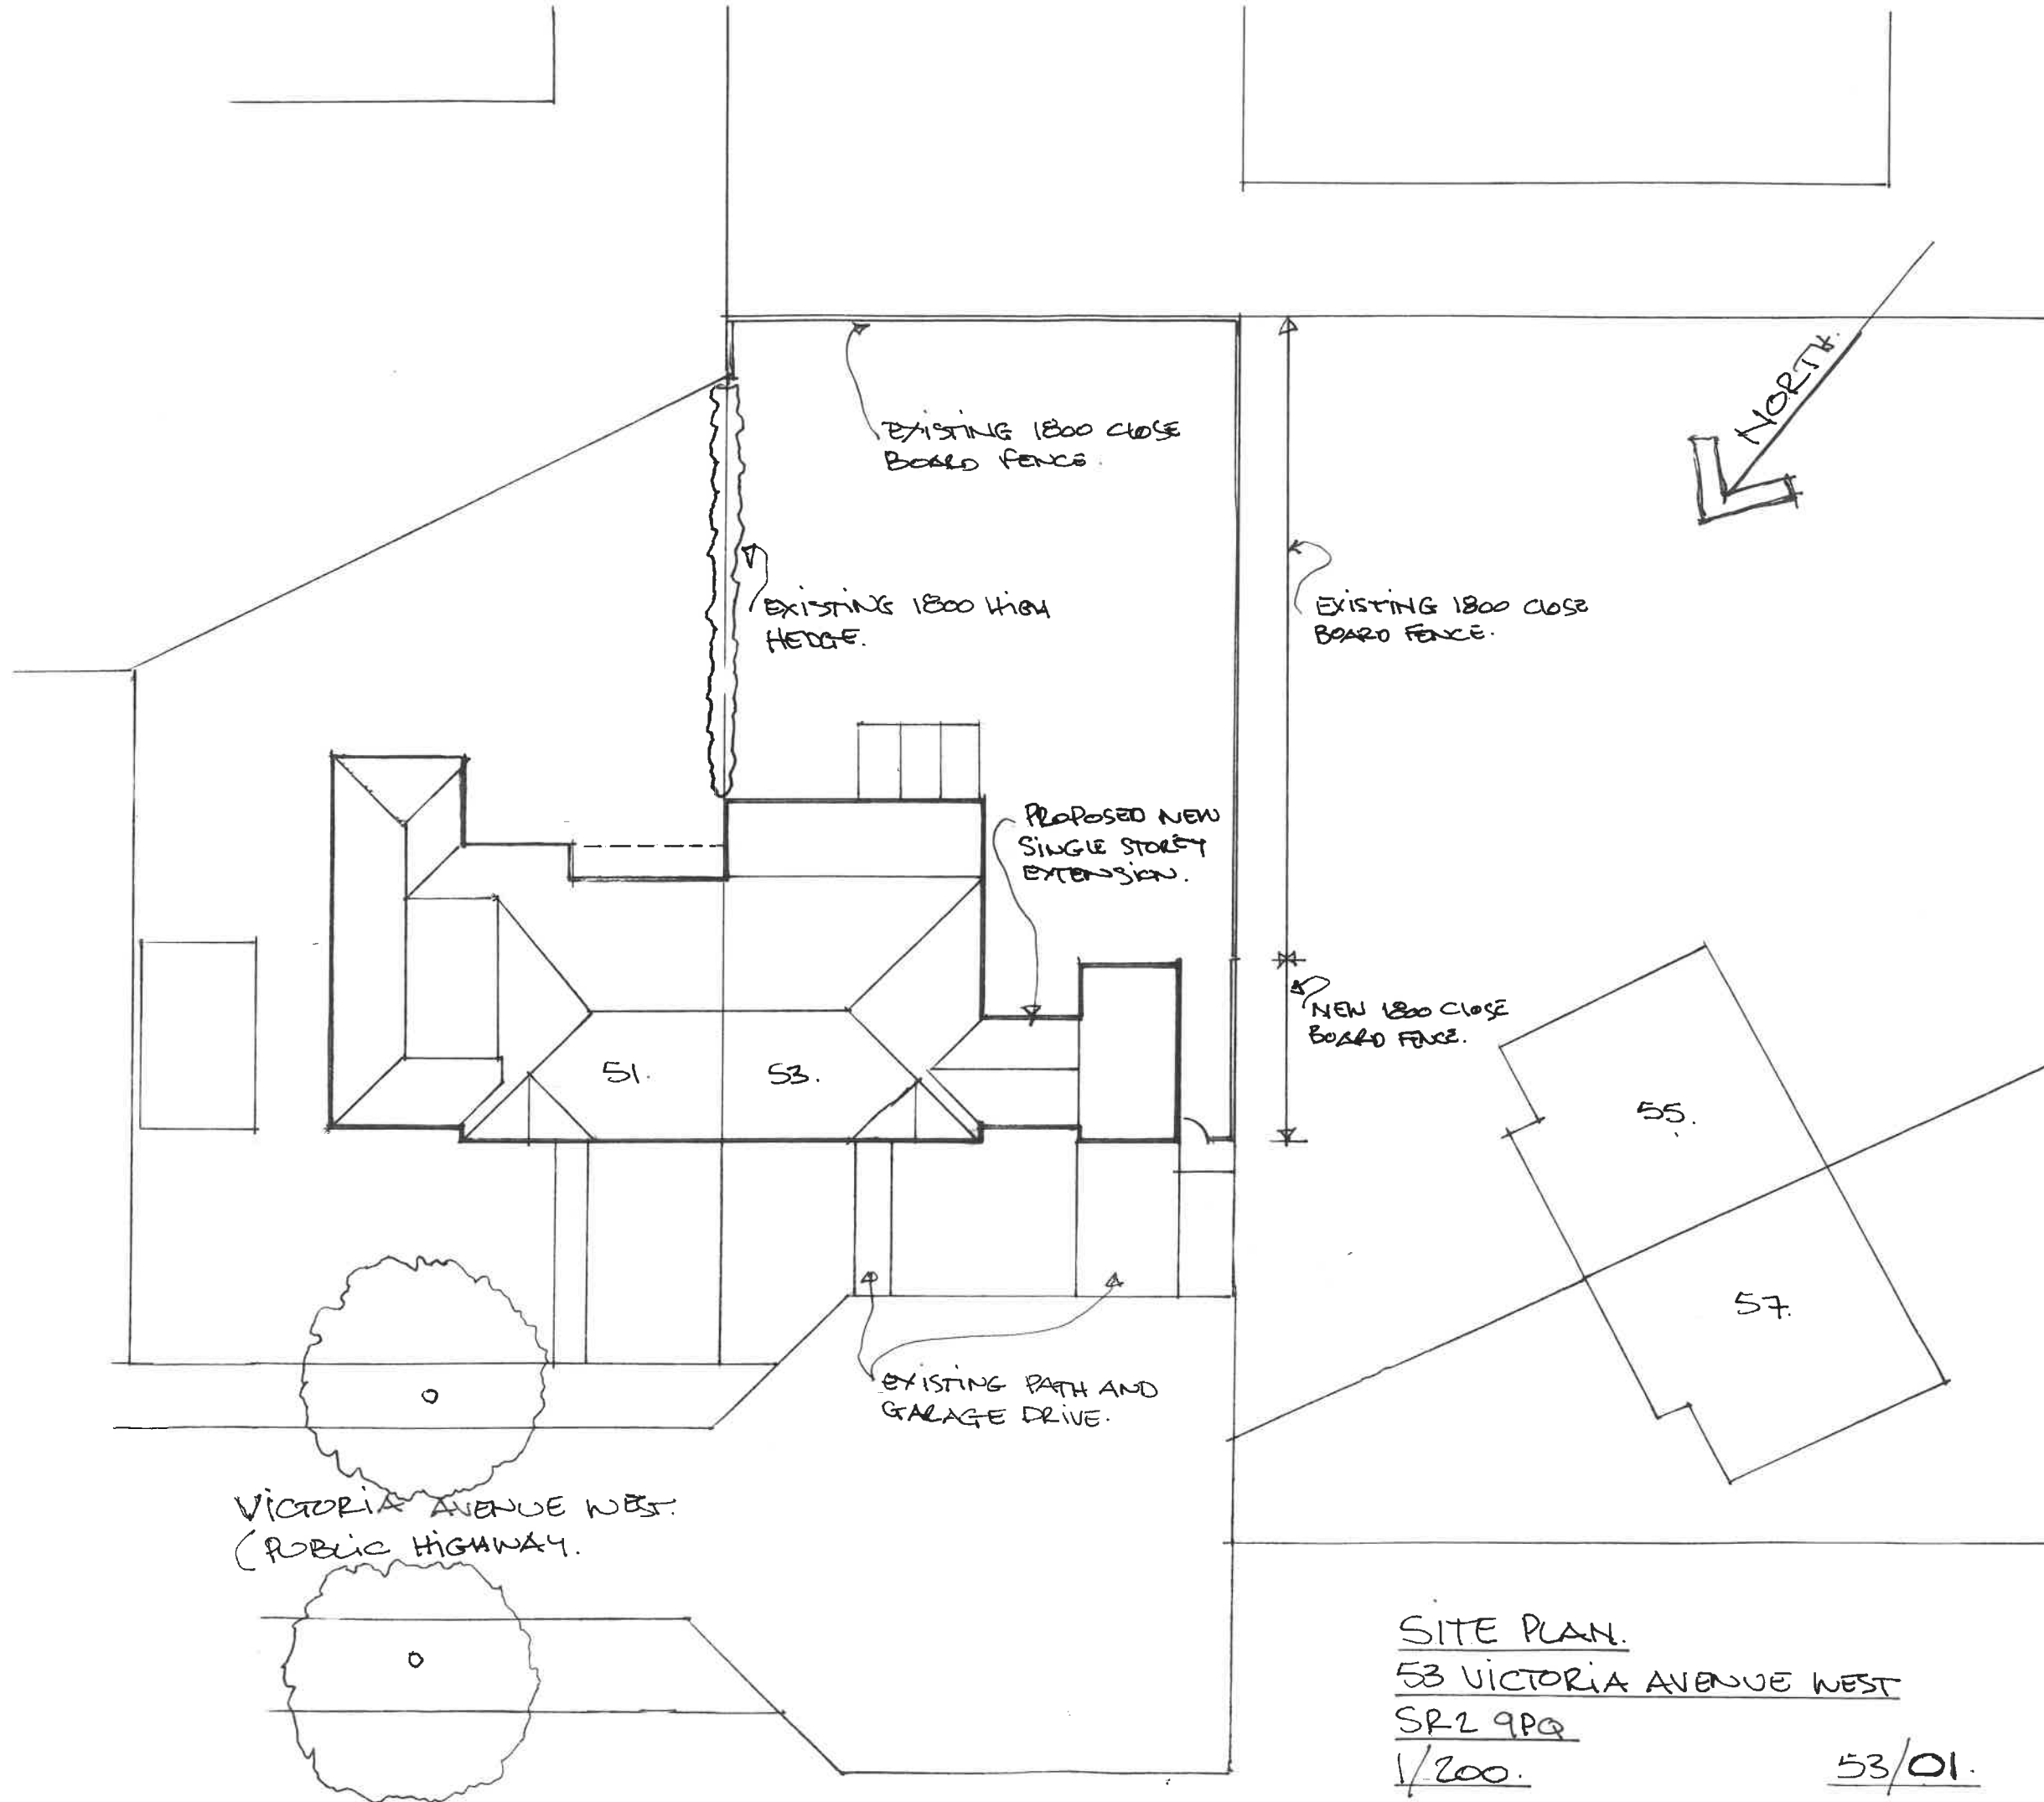 NORTH.
EXISTING 1800 CLOSE
BOARD FENCE.
EXISTING 1800 HIGH
HEDGE.
EXISTING 1800 CLOSE
BOARD FENCE.
PROPOSED NEW
SINGLE STOREY
EXTENSION.
NEW 1800 CLOSE
BOARD FENCE.
51.
53.
55.
57.
EXISTING PATH AND
GARAGE DRIVE.
VICTORIA AVENUE WEST.
(PUBLIC HIGHWAY.
SITE PLAN.
53 VICTORIA AVENUE WEST
SR2 9PQ
1/200.
53/01.